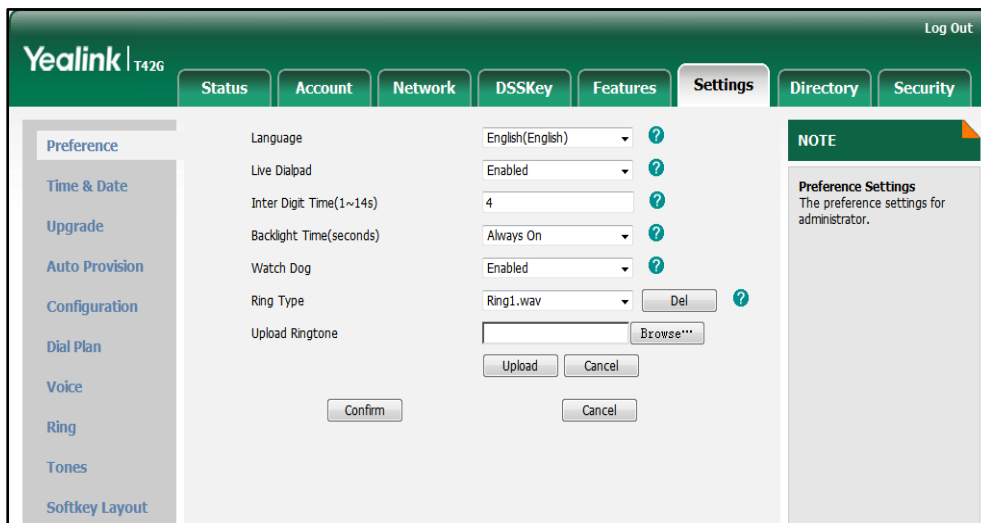 Log Out
Yealink T42G
Status Account Network DSSKey Features Settings Directory Security
Preference
Time & Date
Upgrade
Auto Provision
Configuration
Dial Plan
Voice
Ring
Tones
Softkey Layout
Language English(English) ?
Live Dialpad Enabled ?
Inter Digit Time(1~14s) 4 ?
Backlight Time(seconds) Always On ?
Watch Dog Enabled ?
Ring Type Ring1.wav Del ?
Upload Ringtone Browse...
Upload Cancel
Confirm Cancel
NOTE
Preference Settings
The preference settings for
administrator.